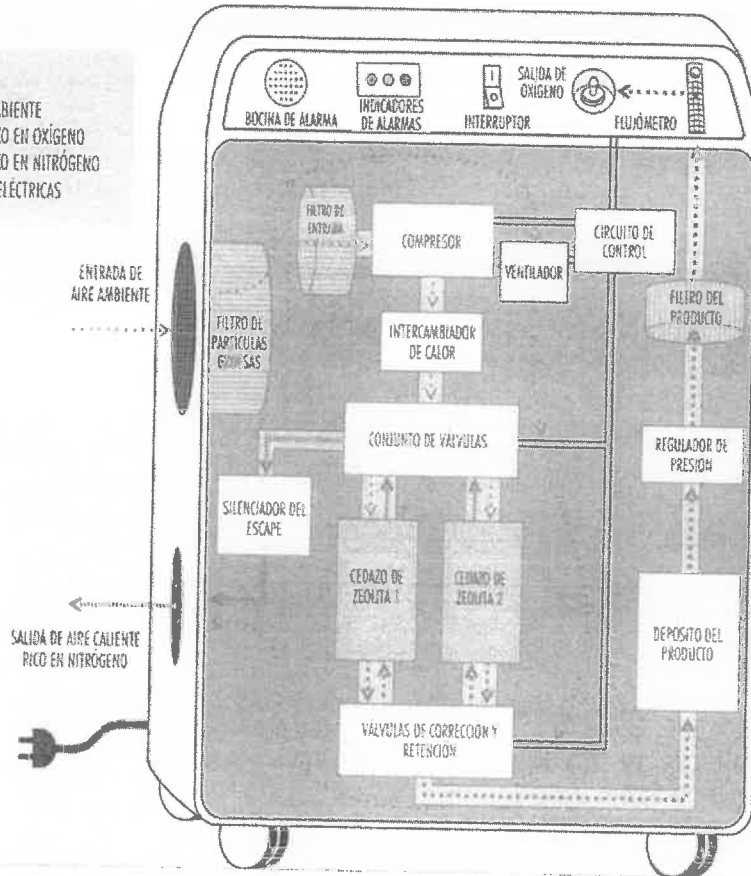 BIENTE
O EN OXÍGENO
O EN NITRÓGENO
ELÉCTRICAS
BOCINA DE ALARMA
INDICADORES
DE ALARMAS
INTERRUPTOR
SALIDA DE
OXÍGENO
FLUJÓMETRO
ENTRADA DE
AIRE AMBIENTE
FILTRO DE
PARTÍCULAS
GRUESAS
FILTRO DE
ENTRADA
COMPRESOR
VENTILADOR
CIRCUITO DE
CONTROL
INTERCAMBIADOR
DE CALOR
FILTRO DEL
PRODUCTO
CONJUNTO DE VÁLVULAS
REGULADOR DE
PRESIÓN
SILENCIADOR DEL
ESCAPE
CEDAZO DE
ZEOLITA 1
CEDAZO DE
ZEOLITA 2
DEPÓSITO DEL
PRODUCTO
SALIDA DE AIRE CALIENTE
RICO EN NITRÓGENO
VÁLVULAS DE CORRECCIÓN Y
RETENCIÓN